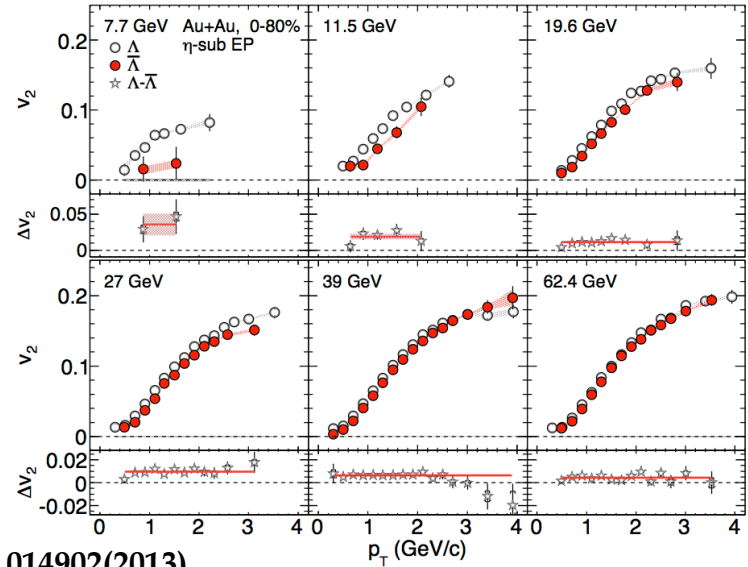 7.7 GeV Au+Au, 0-80%
Λ η-sub EP
Λ̅
Λ-Λ̅
11.5 GeV
19.6 GeV
v₂
0.2
0.1
0
Δv₂
0.05
0
27 GeV
39 GeV
62.4 GeV
v₂
0.2
0.1
0
Δv₂
0.02
0
-0.02
0 1 2 3 4 0 1 2 3 4 0 1 2 3 4
p_T (GeV/c)
014902(2013)